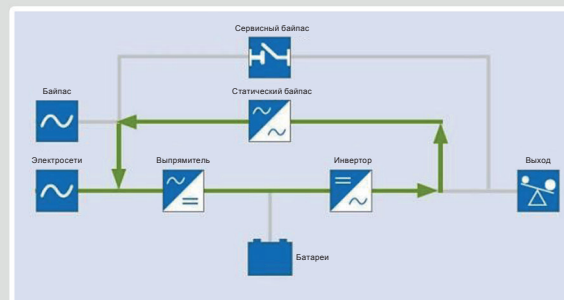 Сервисный байпас
Байпас
Статический байпас
Электросети
Выпрямитель
Инвертор
Выход
Батареи